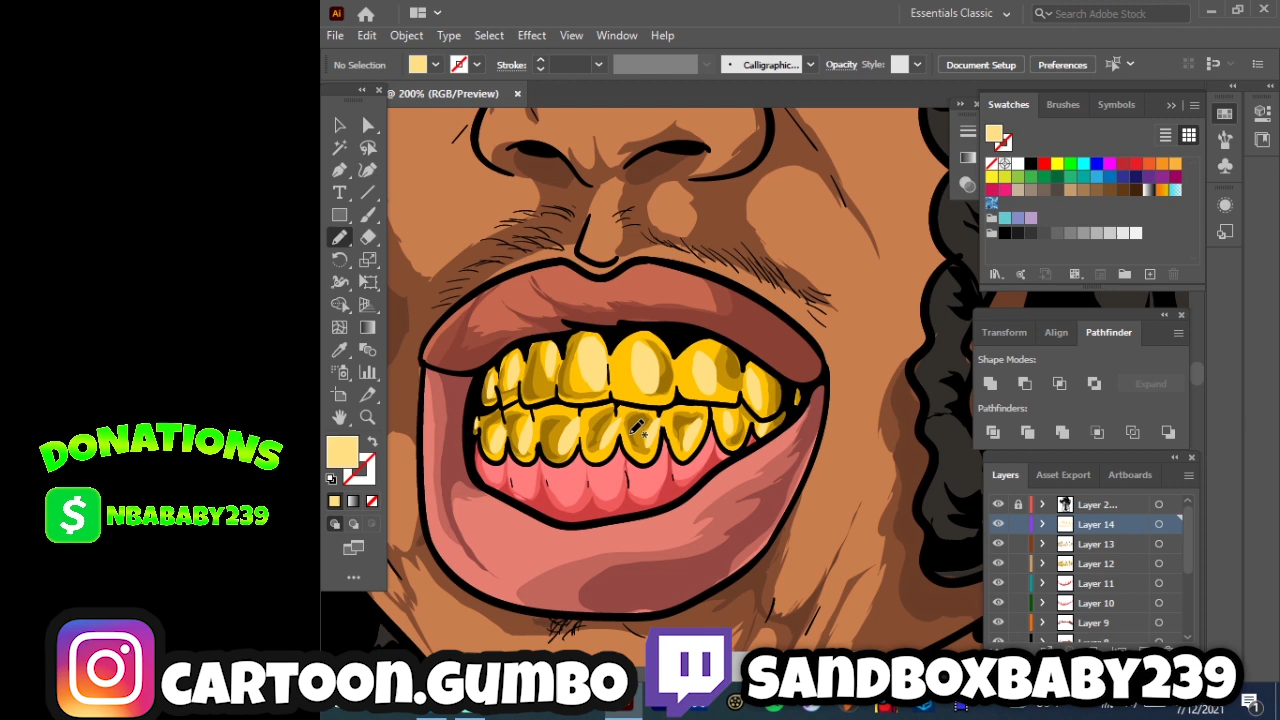 Ai
Essentials Classic
Search Adobe Stock
File Edit Object Type Select Effect View Window Help
No Selection
Stroke:
Calligraphic...
Opacity
Style:
Document Setup
Preferences
@ 200% (RGB/Preview)
Swatches Brushes Symbols
Transform Align Pathfinder
Shape Modes:
Expand
Pathfinders:
Layers Asset Export Artboards
Layer 2...
Layer 14
Layer 13
Layer 12
Layer 11
Layer 10
Layer 9
DONATIONS
$ NBABABY239
CARTOON.GUMBO
SANDBOXBABY239
7/12/2021